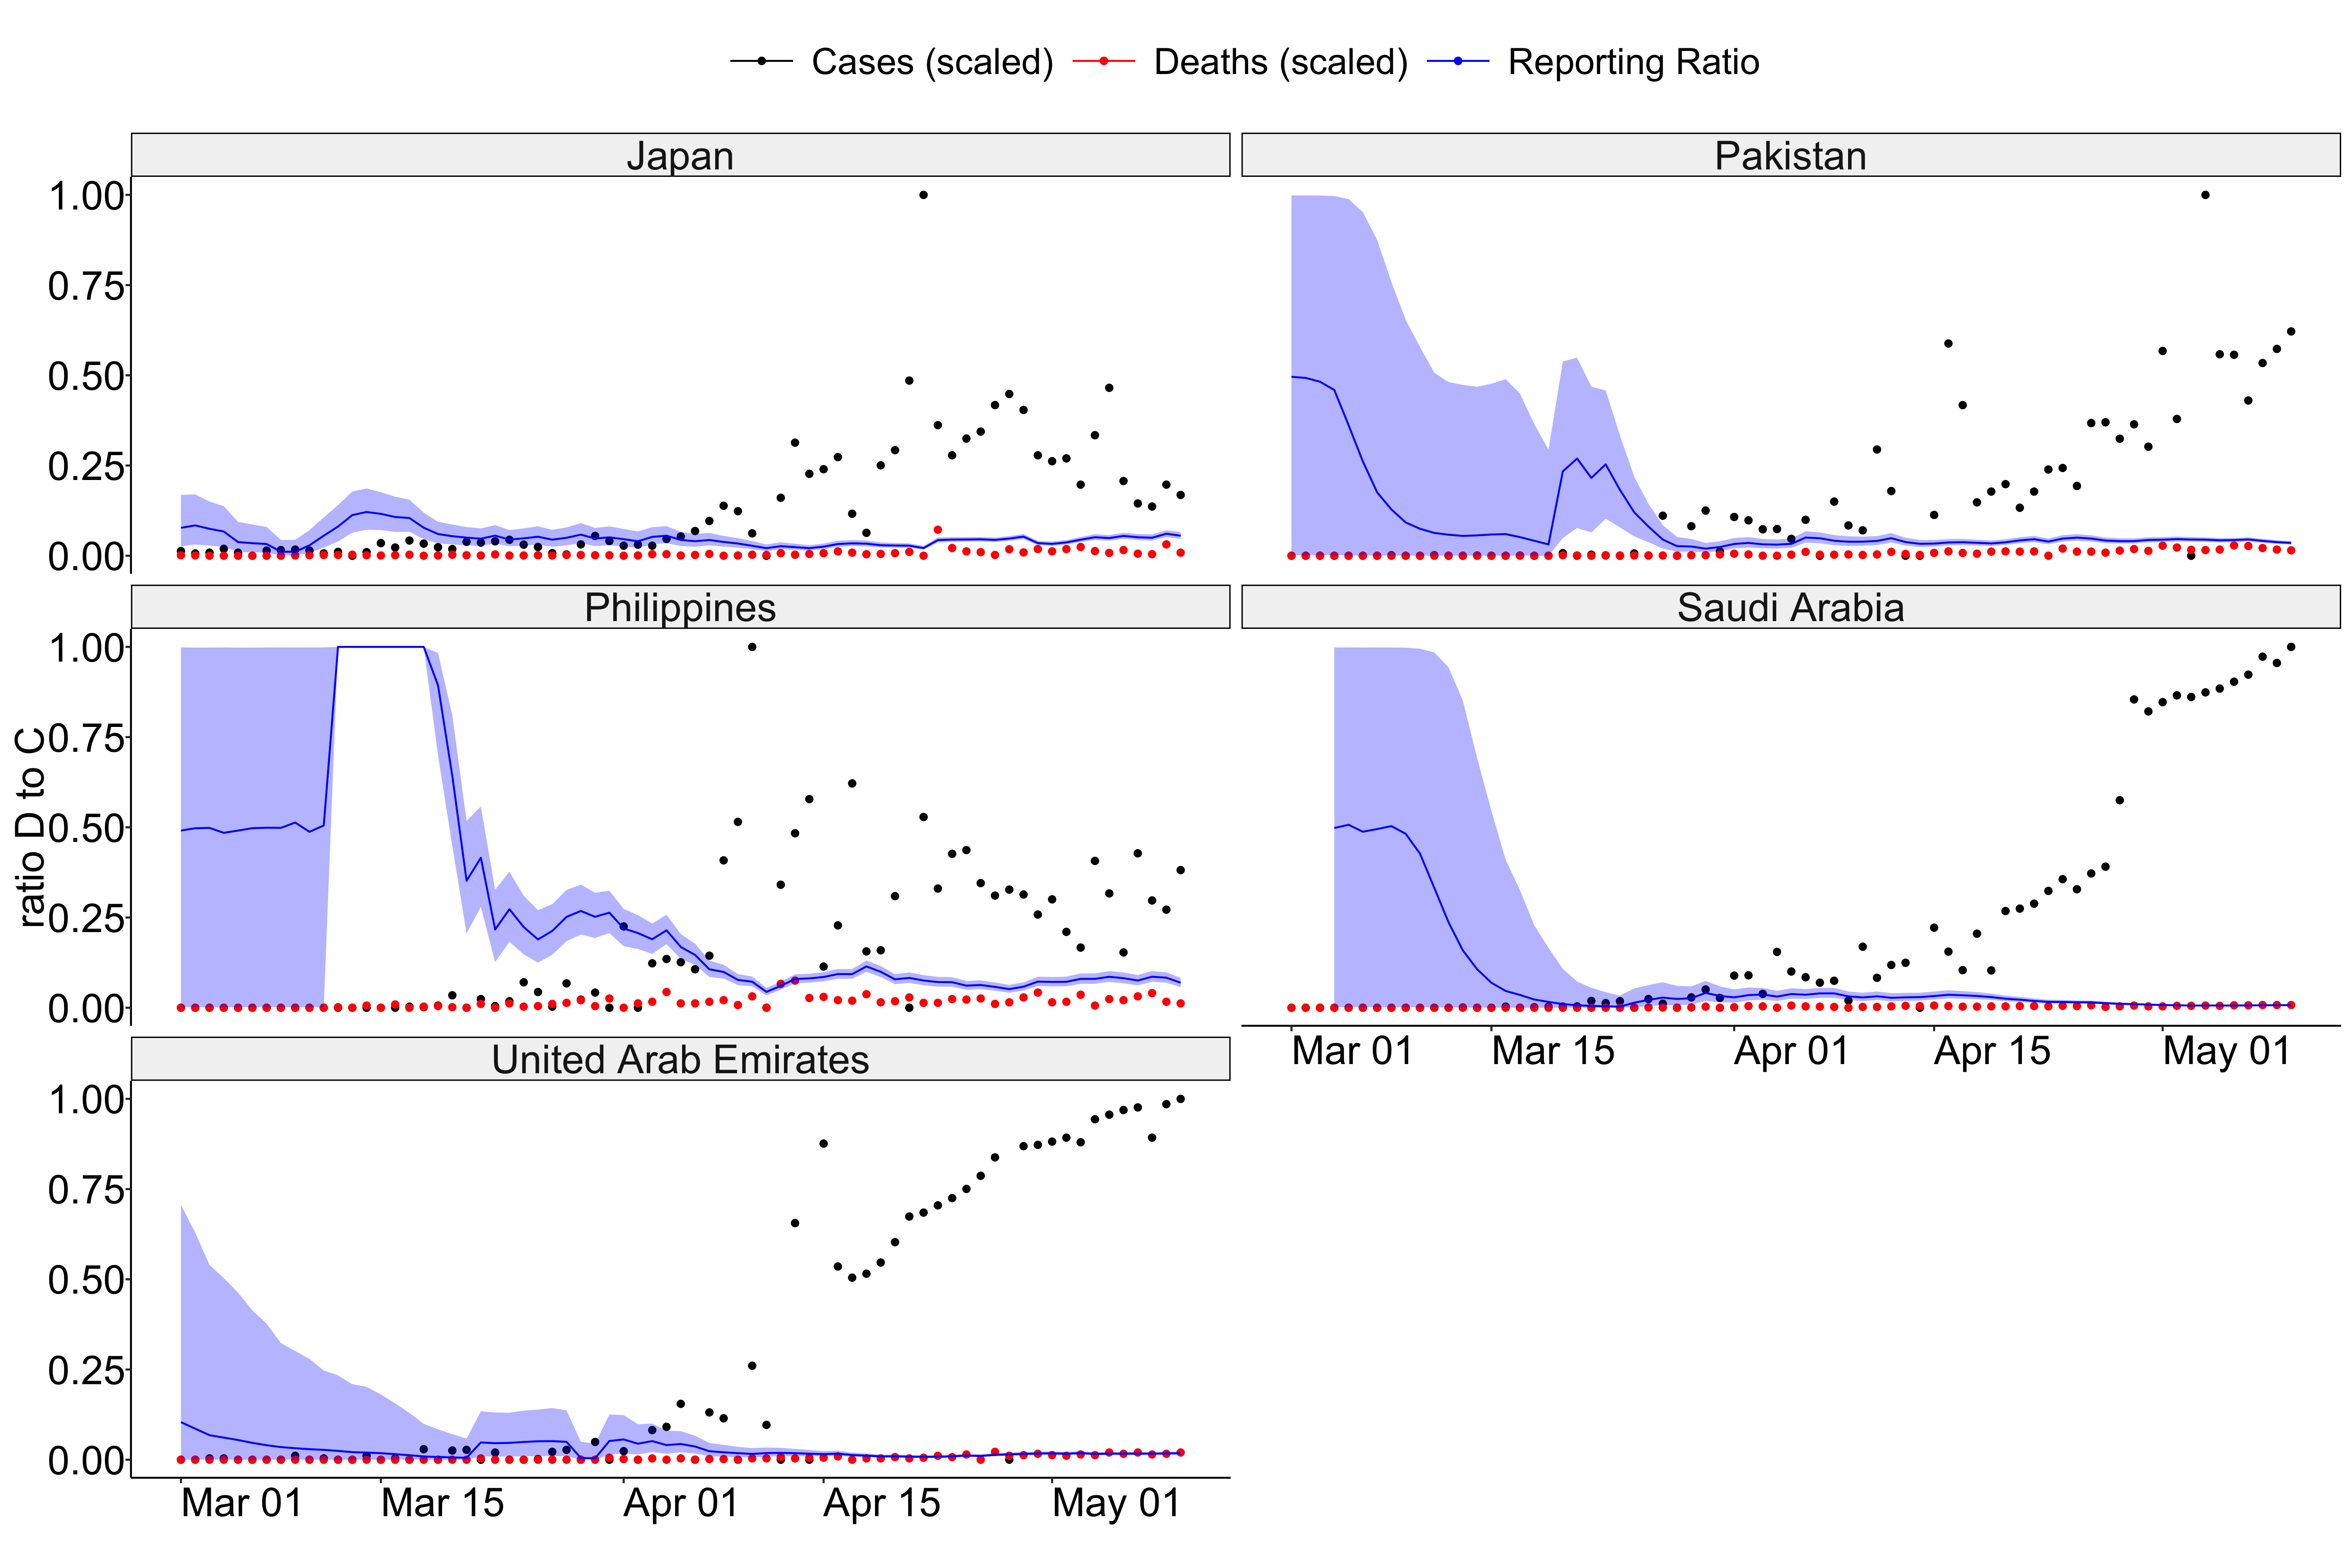 Cases (scaled) Deaths (scaled) Reporting Ratio
Japan
Pakistan
1.00
0.75
0.50
0.25
0.00
Philippines
Saudi Arabia
ratio D to C
1.00
0.75
0.50
0.25
0.00
Mar 01 Mar 15 Apr 01 Apr 15 May 01
United Arab Emirates
1.00
0.75
0.50
0.25
0.00
Mar 01 Mar 15 Apr 01 Apr 15 May 01